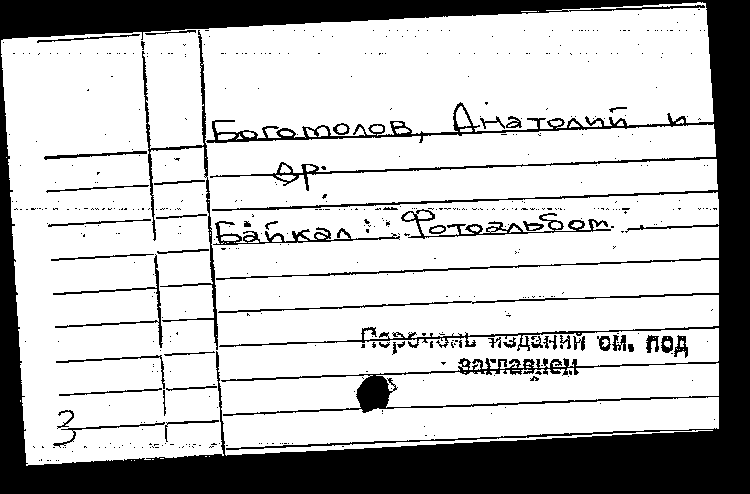 Богомолов, Анатолий и
др.
Байкал: Фотоальбом.
Перечень изданий см. под
заглавием
3